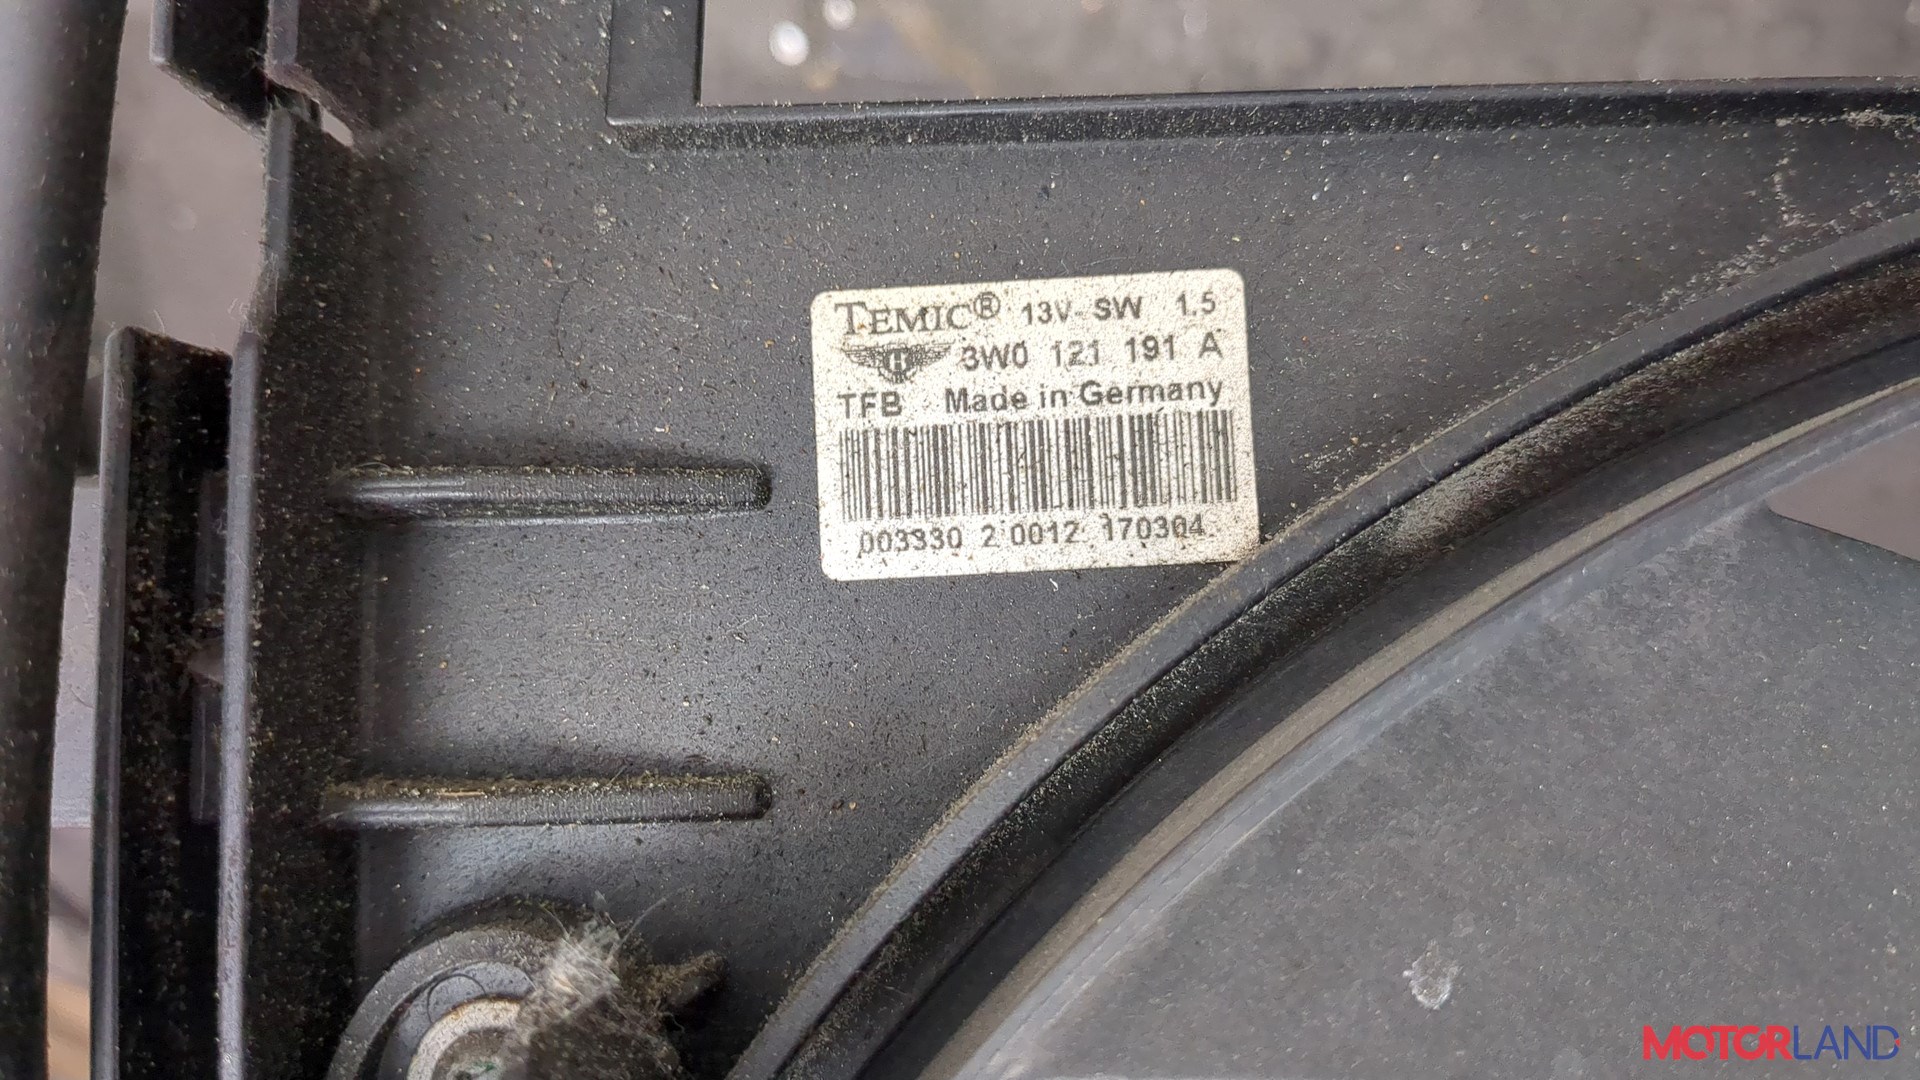 TEMIC® 13V- SW 1.5
3W0 121 191 A
TFB Made in Germany
003330 2 0012 170304
MOTORLAND